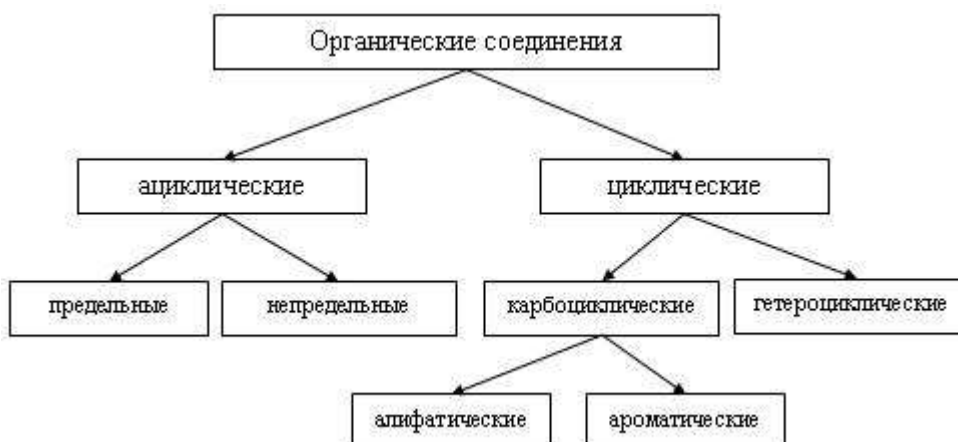 Органические соединения
ациклические
циклические
предельные
непредельные
карбоциклические
гетероциклические
алифатические
ароматические